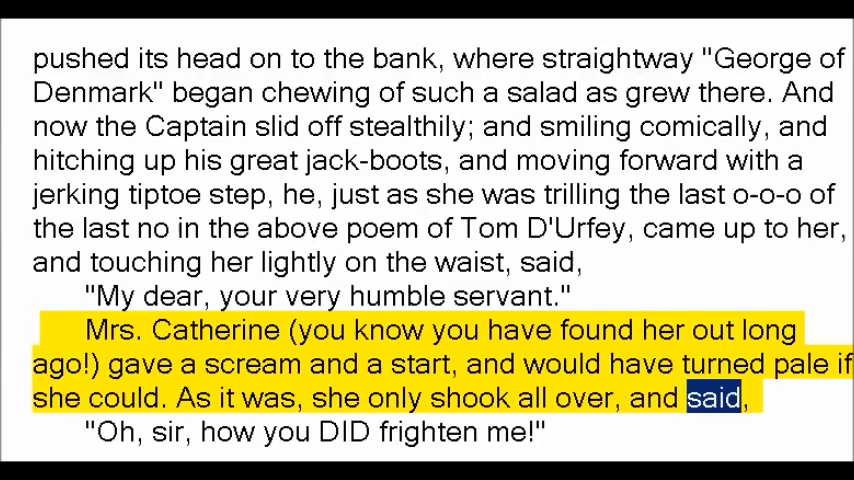 pushed its head on to the bank, where straightway "George of
Denmark" began chewing of such a salad as grew there. And
now the Captain slid off stealthily; and smiling comically, and
hitching up his great jack-boots, and moving forward with a
jerking tiptoe step, he, just as she was trilling the last o-o-o of
the last no in the above poem of Tom D'Urfey, came up to her,
and touching her lightly on the waist, said,
"My dear, your very humble servant."
Mrs. Catherine (you know you have found her out long
ago!) gave a scream and a start, and would have turned pale if
she could. As it was, she only shook all over, and said,
"Oh, sir, how you DID frighten me!"